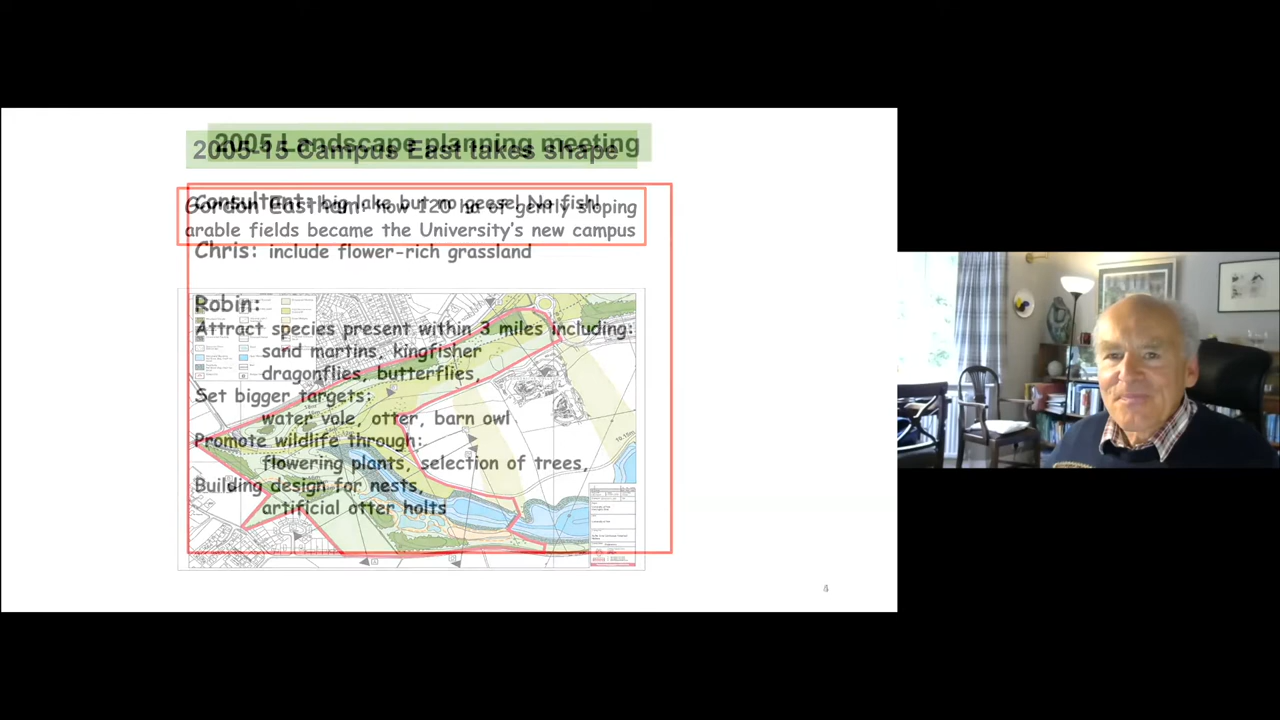 2005 Landscape planning meeting
2005-15 Campus East takes shape
Consultant: big lake but no geese! No fish!
Gordon Eastham: how 120 ha of gently sloping
arable fields became the University's new campus
Chris: include flower-rich grassland
Robin:
Attract species present within 3 miles including:
sand martins, kingfisher
dragonflies, butterflies,
Set bigger targets:
water vole, otter, barn owl
Promote wildlife through:
flowering plants, selection of trees,
Building design for nests,
artificial otter holts
4